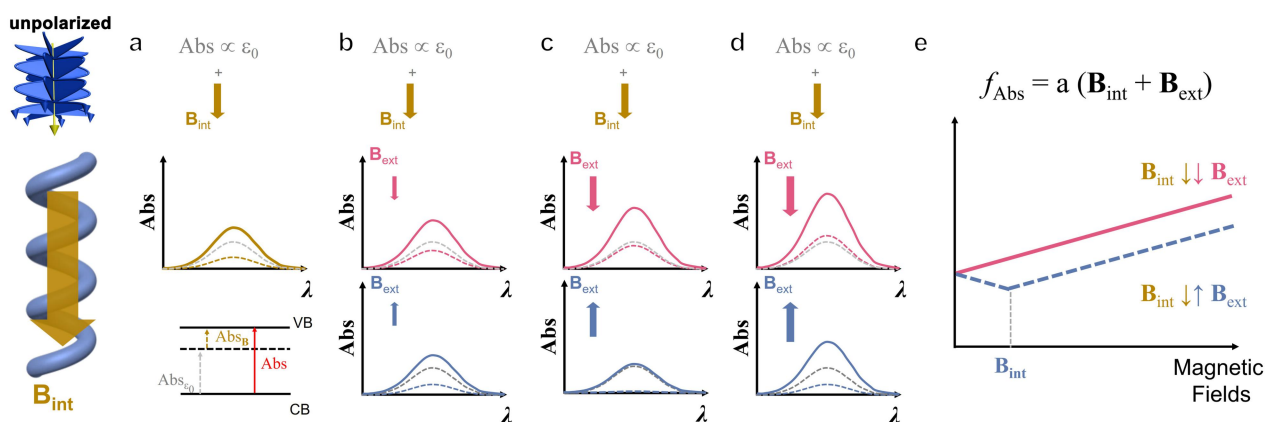 unpolarized
B_int
a
Abs ∝ ε₀
+
B_int
Abs
λ
VB
Abs_B
Abs
Abs_ε₀
CB
b
Abs ∝ ε₀
+
B_int
B_ext
Abs
λ
B_ext
Abs
λ
c
Abs ∝ ε₀
+
B_int
B_ext
Abs
λ
B_ext
Abs
λ
d
Abs ∝ ε₀
+
B_int
B_ext
Abs
λ
B_ext
Abs
λ
e
f_Abs = a (B_int + B_ext)
B_int ↓↓ B_ext
B_int ↓↑ B_ext
B_int
Magnetic
Fields